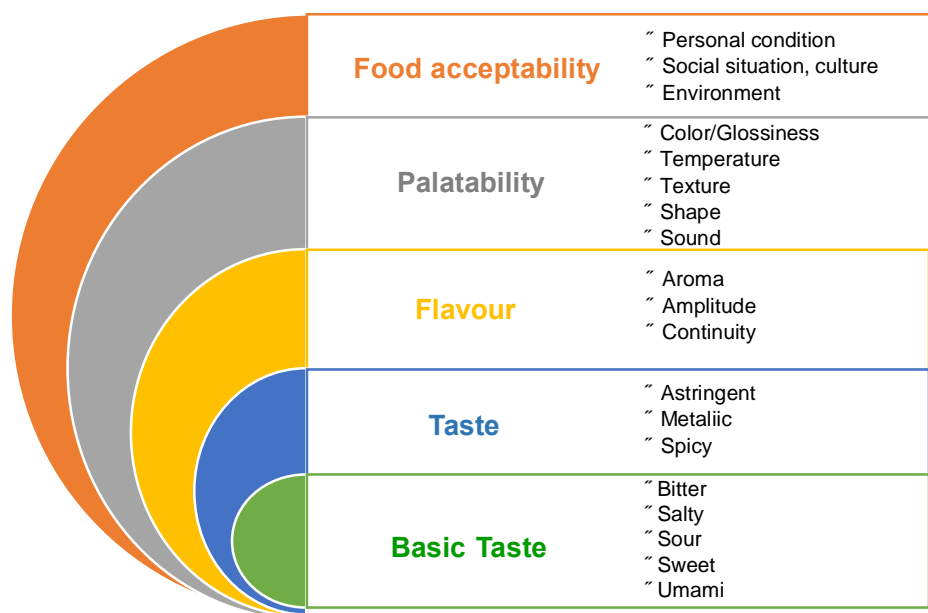 Food acceptability
˝ Personal condition
˝ Social situation, culture
˝ Environment
Palatability
˝ Color/Glossiness
˝ Temperature
˝ Texture
˝ Shape
˝ Sound
Flavour
˝ Aroma
˝ Amplitude
˝ Continuity
Taste
˝ Astringent
˝ Metaliic
˝ Spicy
Basic Taste
˝ Bitter
˝ Salty
˝ Sour
˝ Sweet
˝ Umami